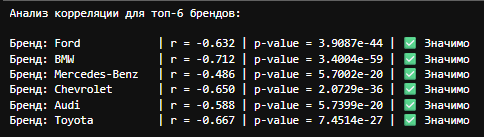 Анализ корреляции для топ-6 брендов:
Бренд: Ford | r = -0.632 | p-value = 3.9087e-44 | ✅ Значимо
Бренд: BMW | r = -0.712 | p-value = 3.4004e-59 | ✅ Значимо
Бренд: Mercedes-Benz | r = -0.486 | p-value = 5.7002e-20 | ✅ Значимо
Бренд: Chevrolet | r = -0.650 | p-value = 2.0729e-36 | ✅ Значимо
Бренд: Audi | r = -0.588 | p-value = 5.7399e-20 | ✅ Значимо
Бренд: Toyota | r = -0.667 | p-value = 7.4514e-27 | ✅ Значимо